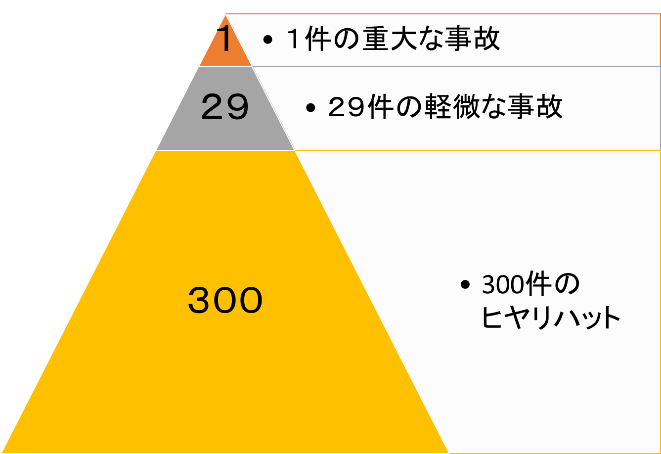 1
• １件の重大な事故
29
• ２９件の軽微な事故
300
• 300件の
ヒヤリハット